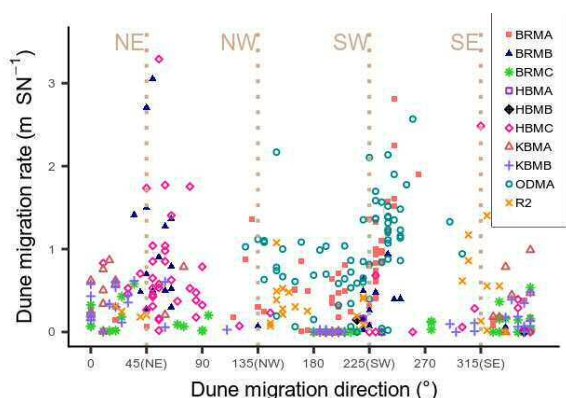 NE NW SW SE
BRMA
BRMB
BRMC
HBMA
HBMB
HBMC
KBMA
KBMB
ODMA
R2
Dune migration rate (m SN⁻¹)
3
2
1
0
0 45(NE) 90 135(NW) 180 225(SW) 270 315(SE)
Dune migration direction (°)